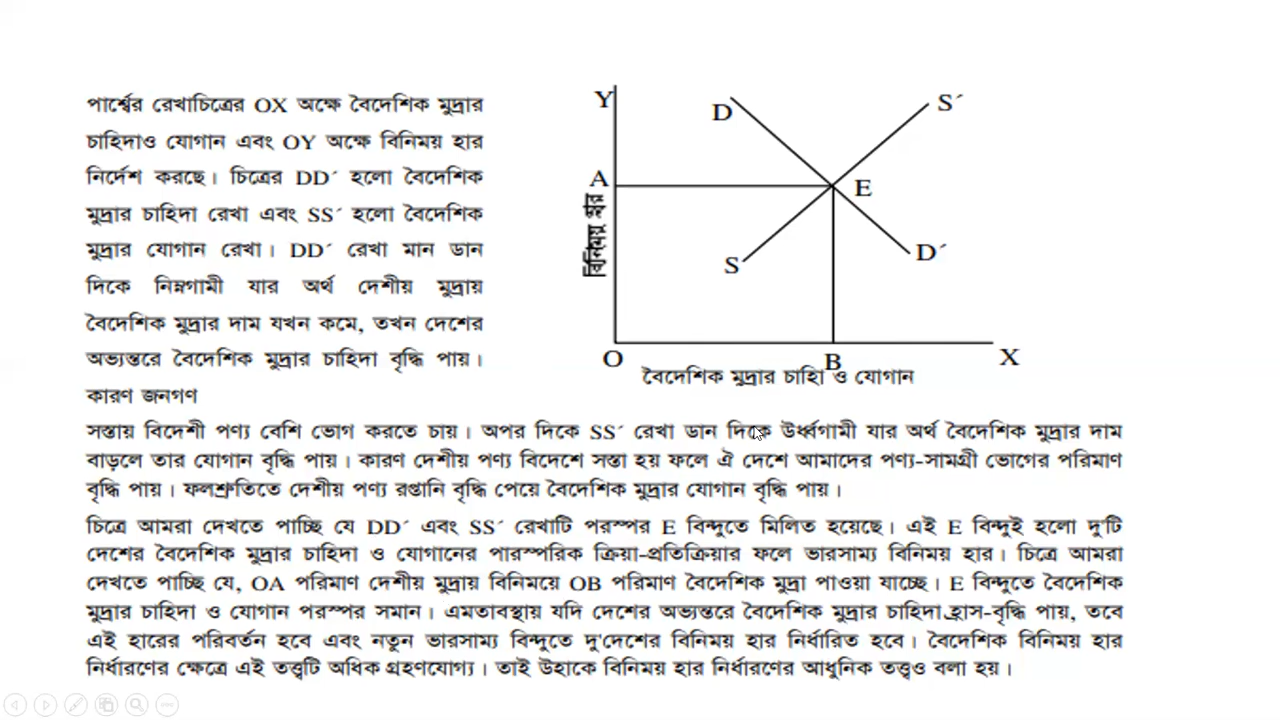 পার্শ্বের রেখাচিত্রের OX অক্ষে বৈদেশিক মুদ্রার
চাহিদাও যোগান এবং OY অক্ষে বিনিময় হার
নির্দেশ করছে। চিত্রের DD´ হলো বৈদেশিক
মুদ্রার চাহিদা রেখা এবং SS´ হলো বৈদেশিক
মুদ্রার যোগান রেখা। DD´ রেখা মান ডান
দিকে নিম্নগামী যার অর্থ দেশীয় মুদ্রায়
বৈদেশিক মুদ্রার দাম যখন কমে, তখন দেশের
অভ্যন্তরে বৈদেশিক মুদ্রার চাহিদা বৃদ্ধি পায়।
কারণ জনগণ
Y
D
S´
A
E
বিনিময় হার
S
D´
O
B
X
বৈদেশিক মুদ্রার চাহিা ও যোগান
সস্তায় বিদেশী পণ্য বেশি ভোগ করতে চায়। অপর দিকে SS´ রেখা ডান দিকে উর্ধ্বগামী যার অর্থ বৈদেশিক মুদ্রার দাম
বাড়লে তার যোগান বৃদ্ধি পায়। কারণ দেশীয় পণ্য বিদেশে সস্তা হয় ফলে ঐ দেশে আমাদের পণ্য-সামগ্রী ভোগের পরিমাণ
বৃদ্ধি পায়। ফলশ্রুতিতে দেশীয় পণ্য রপ্তানি বৃদ্ধি পেয়ে বৈদেশিক মুদ্রার যোগান বৃদ্ধি পায়।
চিত্রে আমরা দেখতে পাচ্ছি যে DD´ এবং SS´ রেখাটি পরস্পর E বিন্দুতে মিলিত হয়েছে। এই E বিন্দুই হলো দু'টি
দেশের বৈদেশিক মুদ্রার চাহিদা ও যোগানের পারস্পরিক ক্রিয়া-প্রতিক্রিয়ার ফলে ভারসাম্য বিনিময় হার। চিত্রে আমরা
দেখতে পাচ্ছি যে, OA পরিমাণ দেশীয় মুদ্রায় বিনিময়ে OB পরিমাণ বৈদেশিক মুদ্রা পাওয়া যাচ্ছে। E বিন্দুতে বৈদেশিক
মুদ্রার চাহিদা ও যোগান পরস্পর সমান। এমতাবস্থায় যদি দেশের অভ্যন্তরে বৈদেশিক মুদ্রার চাহিদা হ্রাস-বৃদ্ধি পায়, তবে
এই হারের পরিবর্তন হবে এবং নতুন ভারসাম্য বিন্দুতে দু'দেশের বিনিময় হার নির্ধারিত হবে। বৈদেশিক বিনিময় হার
নির্ধারণের ক্ষেত্রে এই তত্ত্বটি অধিক গ্রহণযোগ্য। তাই উহাকে বিনিময় হার নির্ধারণের আধুনিক তত্ত্বও বলা হয়।